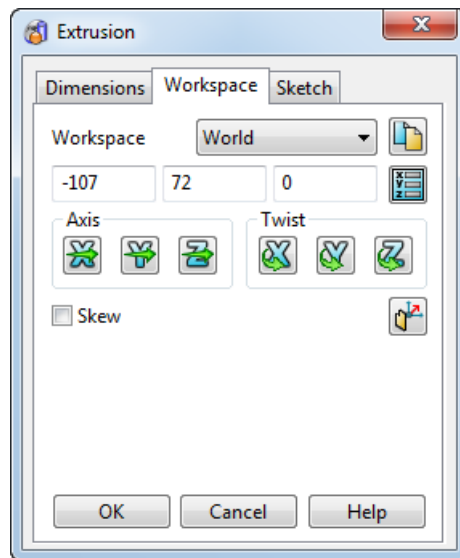 Extrusion
Dimensions Workspace Sketch
Workspace World
-107 72 0
X
Y
Z
Axis Twist
X Y Z X Y Z
Skew
OK Cancel Help